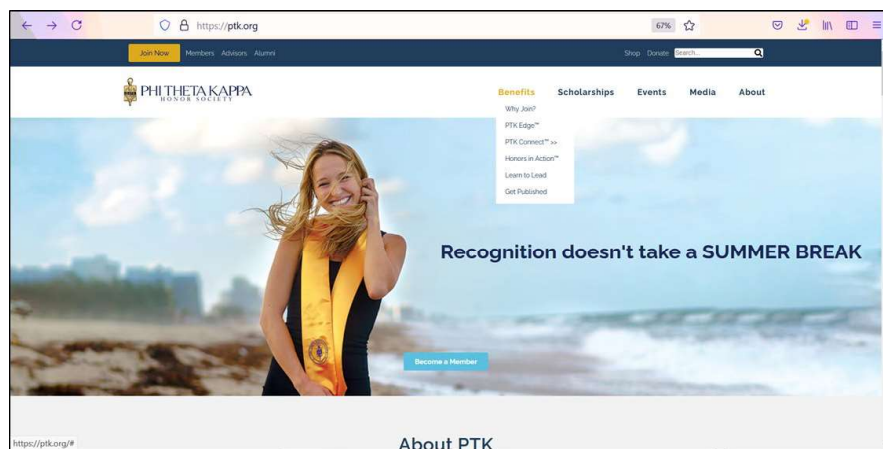 https://ptk.org
67%
Join Now Members Advisors Alumni
Shop Donate Search...
PHI THETA KAPPA
HONOR SOCIETY
Benefits Scholarships Events Media About
Why Join?
PTK Edge™
PTK Connect™ >>
Honors in Action™
Learn to Lead
Get Published
Recognition doesn't take a SUMMER BREAK
Become a Member
About PTK
https://ptk.org/#